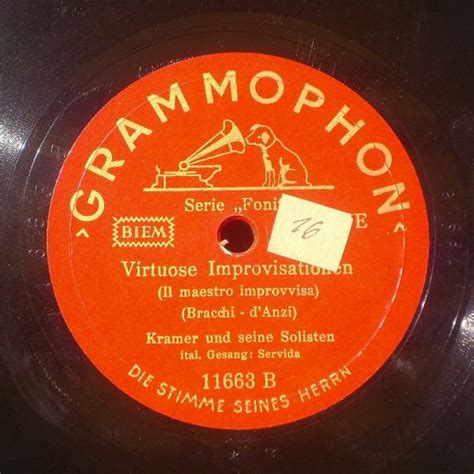 ›GRAMMOPHON‹
Serie „Foni
BIEM
16
Virtuose Improvisationen
(Il maestro improvvisa)
(Bracchi - d'Anzi)
Kramer und seine Solisten
ital. Gesang: Servida
11663 B
DIE STIMME SEINES HERRN